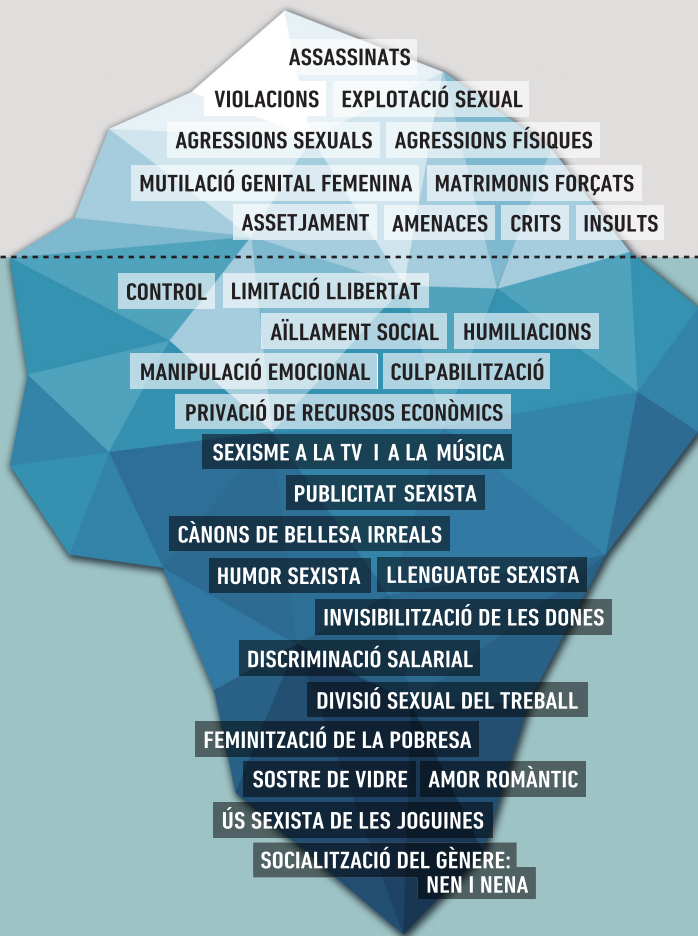 ASSASSINATS
VIOLACIONS EXPLOTACIÓ SEXUAL
AGRESSIONS SEXUALS AGRESSIONS FÍSIQUES
MUTILACIÓ GENITAL FEMENINA MATRIMONIS FORÇATS
ASSETJAMENT AMENACES CRITS INSULTS
CONTROL LIMITACIÓ LLIBERTAT
AÏLLAMENT SOCIAL HUMILIACIONS
MANIPULACIÓ EMOCIONAL CULPABILITZACIÓ
PRIVACIÓ DE RECURSOS ECONÒMICS
SEXISME A LA TV I A LA MÚSICA
PUBLICITAT SEXISTA
CÀNONS DE BELLESA IRREALS
HUMOR SEXISTA LLENGUATGE SEXISTA
INVISIBILITZACIÓ DE LES DONES
DISCRIMINACIÓ SALARIAL
DIVISIÓ SEXUAL DEL TREBALL
FEMINITZACIÓ DE LA POBRESA
SOSTRE DE VIDRE AMOR ROMÀNTIC
ÚS SEXISTA DE LES JOGUINES
SOCIALITZACIÓ DEL GÈNERE:
NEN I NENA